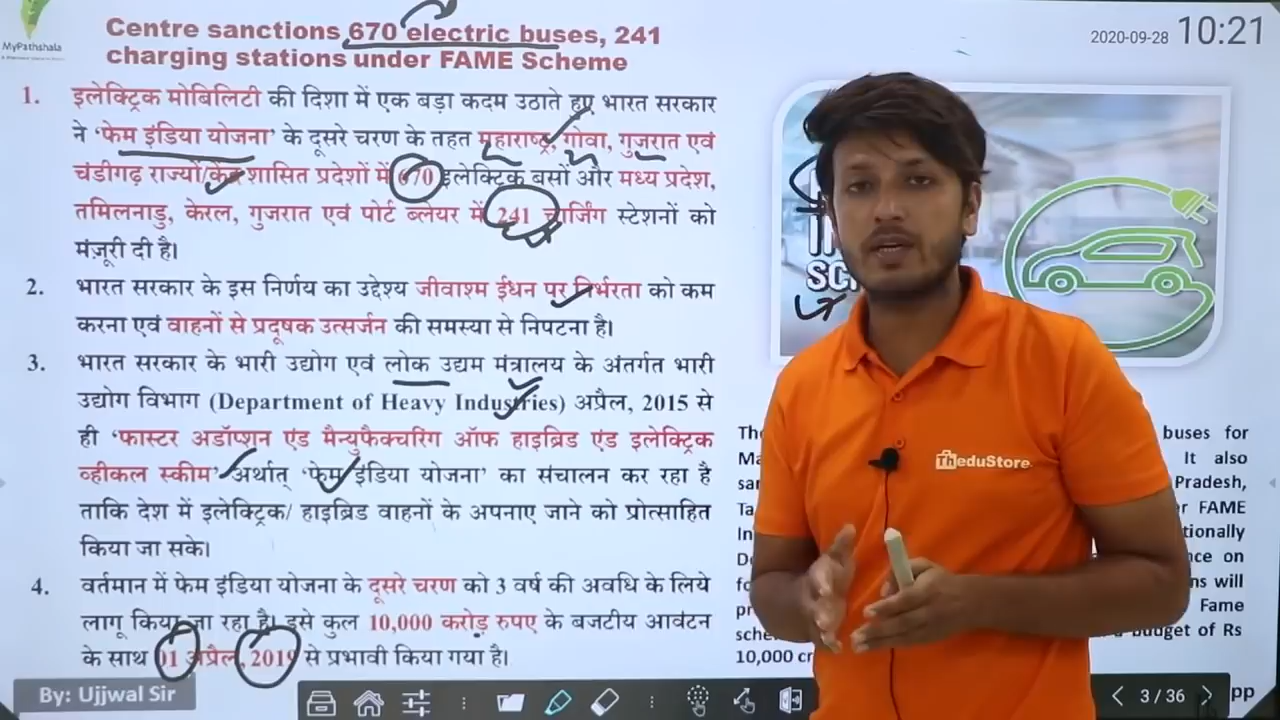 MyPathshala
Centre sanctions 670 electric buses, 241
charging stations under FAME Scheme
2020-09-28 10:21
1. इलेक्ट्रिक मोबिलिटी की दिशा में एक बड़ा कदम उठाते हुए भारत सरकार
ने 'फेम इंडिया योजना' के दूसरे चरण के तहत महाराष्ट्र, गोवा, गुजरात एवं
चंडीगढ़ राज्यों/केंद्र शासित प्रदेशों में 670 इलेक्ट्रिक बसों और मध्य प्रदेश,
तमिलनाडु, केरल, गुजरात एवं पोर्ट ब्लेयर में 241 चार्जिंग स्टेशनों को
मंज़ूरी दी है।
2. भारत सरकार के इस निर्णय का उद्देश्य जीवाश्म ईंधन पर निर्भरता को कम
करना एवं वाहनों से प्रदूषक उत्सर्जन की समस्या से निपटना है।
3. भारत सरकार के भारी उद्योग एवं लोक उद्यम मंत्रालय के अंतर्गत भारी
उद्योग विभाग (Department of Heavy Industries) अप्रैल, 2015 से
ही 'फास्टर अडॉप्शन एंड मैन्युफैक्चरिंग ऑफ हाइब्रिड एंड इलेक्ट्रिक
व्हीकल स्कीम' अर्थात् 'फेम इंडिया योजना' का संचालन कर रहा है
ताकि देश में इलेक्ट्रिक/ हाइब्रिड वाहनों के अपनाए जाने को प्रोत्साहित
किया जा सके।
4. वर्तमान में फेम इंडिया योजना के दूसरे चरण को 3 वर्ष की अवधि के लिये
लागू किया जा रहा है। इसे कुल 10,000 करोड़ रुपए के बजटीय आवंटन
के साथ 01 अप्रैल, 2019 से प्रभावी किया गया है।
TheduStore
buses for
It also
Pradesh,
FAME
on
will
Fame
budget of Rs
10,000
By: Ujjwal Sir
3 / 36